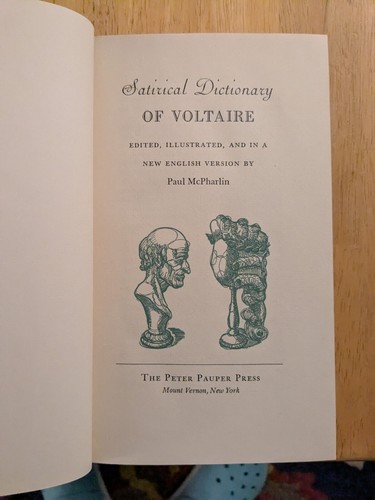 Satirical Dictionary
OF VOLTAIRE
EDITED, ILLUSTRATED, AND IN A
NEW ENGLISH VERSION BY
Paul McPharlin
THE PETER PAUPER PRESS
Mount Vernon, New York